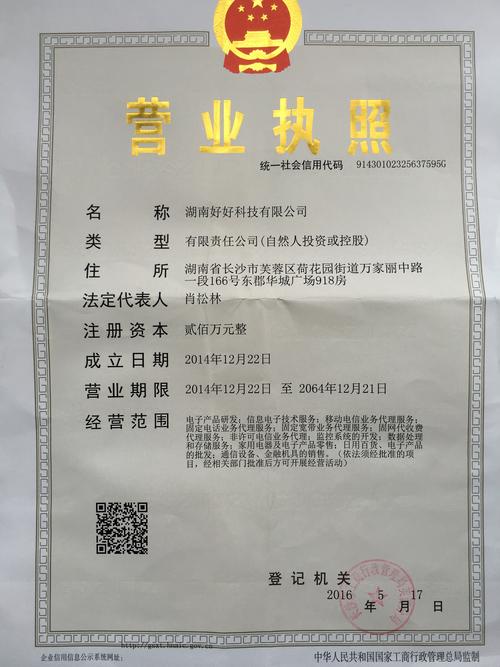 营业执照
统一社会信用代码 91430102325637595G
名称 湖南好好科技有限公司
类型 有限责任公司(自然人投资或控股)
住所 湖南省长沙市芙蓉区荷花园街道万家丽中路
一段166号东郡华城广场918房
法定代表人 肖松林
注册资本 贰佰万元整
成立日期 2014年12月22日
营业期限 2014年12月22日 至 2064年12月21日
经营范围 电子产品研发；信息电子技术服务；移动电信业务代理服务；
固定电话业务代理服务；固定宽带业务代理服务；固网代收费
代理服务；非许可电信业务代理；监控系统的开发；数据处理
和存储服务；家用电器及电子产品零售；日用百货、电子产品
的批发；通信设备、金融机具的销售。（依法须经批准的项
目，经相关部门批准后方可开展经营活动）
登记机关
2016年5月17日
http://gsxt.hnaic.gov.cn
企业信用信息公示系统网址：
中华人民共和国国家工商行政管理总局监制